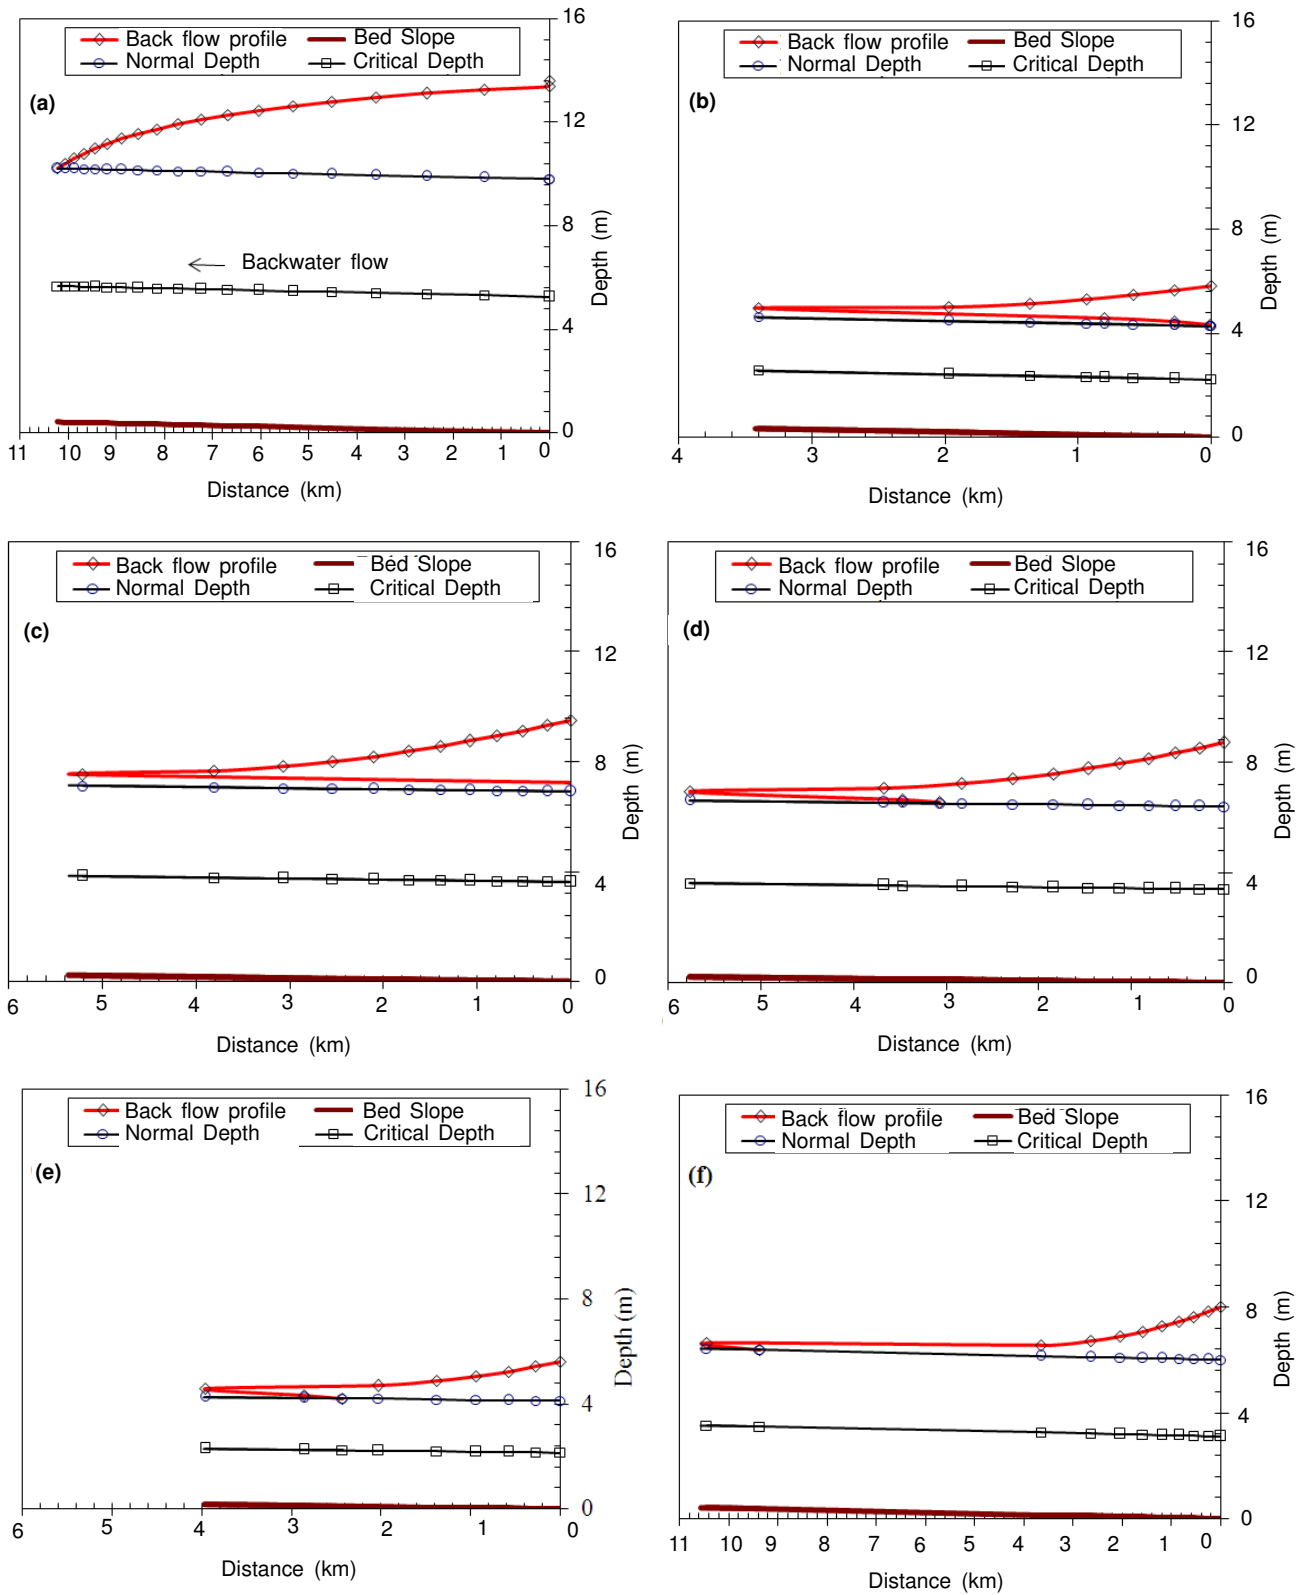 16
Back flow profile Bed Slope
Normal Depth Critical Depth
(a)
12
8
Depth (m)
← Backwater flow
4
0
11 10 9 8 7 6 5 4 3 2 1 0
Distance (km)
16
Back flow profile Bed Slope
Normal Depth Critical Depth
(b)
12
8
Depth (m)
4
0
4 3 2 1 0
Distance (km)
16
Back flow profile Bed Slope
Normal Depth Critical Depth
(c)
12
8
Depth (m)
4
0
6 5 4 3 2 1 0
Distance (km)
16
Back flow profile Bed Slope
Normal Depth Critical Depth
(d)
12
8
Depth (m)
4
0
6 5 4 3 2 1 0
Distance (km)
16
Back flow profile Bed Slope
Normal Depth Critical Depth
(e)
12
8
Depth (m)
4
0
6 5 4 3 2 1 0
Distance (km)
16
Back flow profile Bed Slope
Normal Depth Critical Depth
(f)
12
8
Depth (m)
4
0
11 10 9 8 7 6 5 4 3 2 1 0
Distance (km)